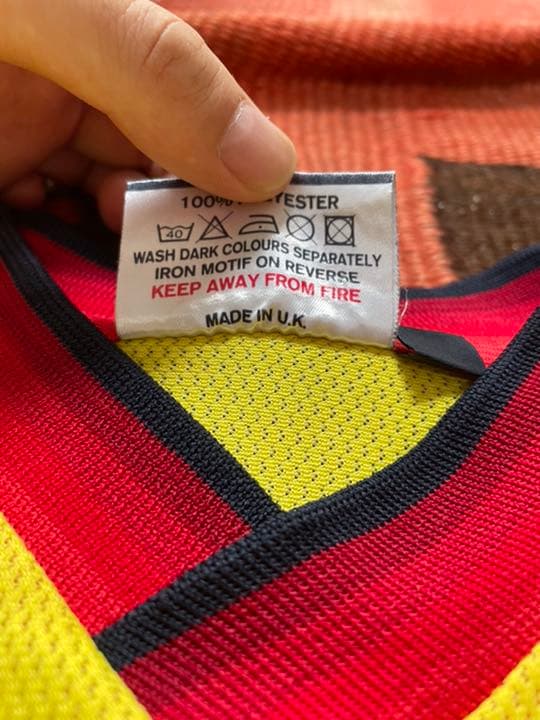 100% 
40
WASH DARK COLOURS SEPARATELY
IRON MOTIF ON REVERSE
KEEP AWAY FROM FIRE
MADE IN U.K.